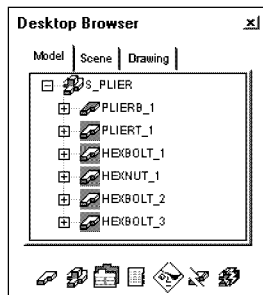 Desktop Browser
Model Scene Drawing
S_PLIER
PLIERB_1
PLIERT_1
HEXBOLT_1
HEXNUT_1
HEXBOLT_2
HEXBOLT_3